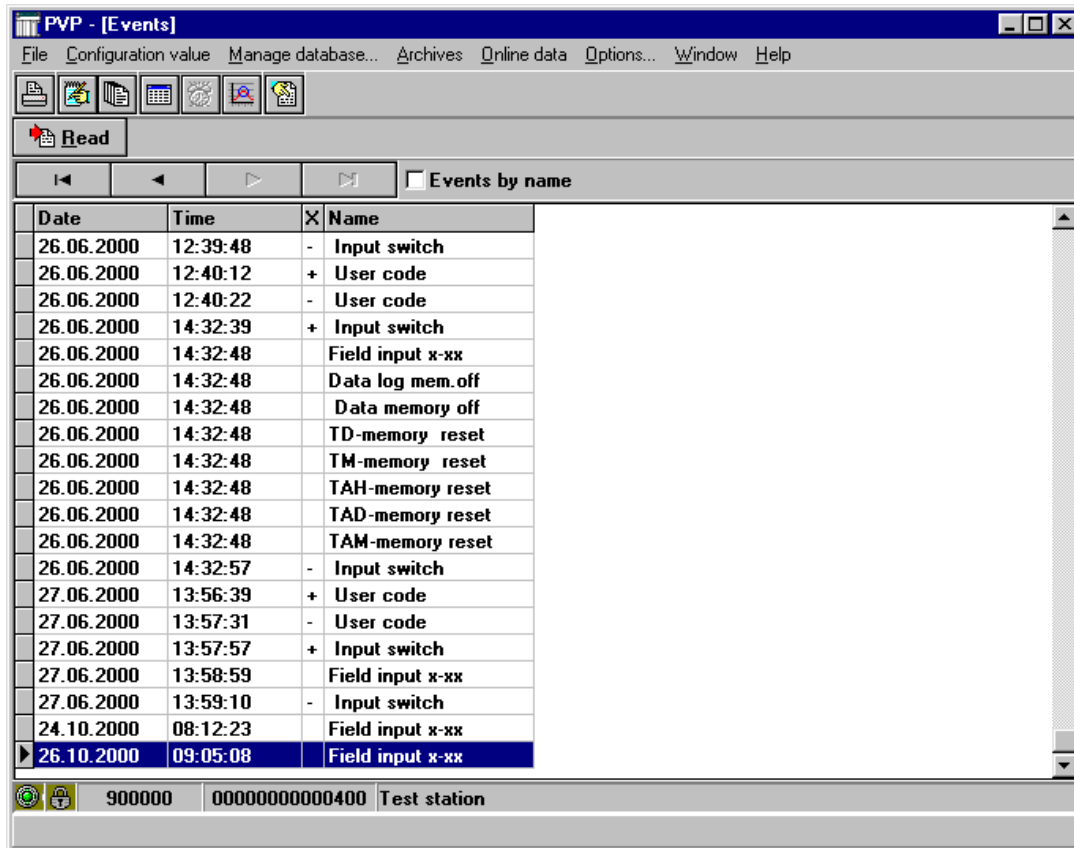 PVP - [Events]
File Configuration value Manage database... Archives Online data Options... Window Help
Read
Events by name
Date Time X Name
26.06.2000 12:39:48 - Input switch
26.06.2000 12:40:12 + User code
26.06.2000 12:40:22 - User code
26.06.2000 14:32:39 + Input switch
26.06.2000 14:32:48 Field input x-xx
26.06.2000 14:32:48 Data log mem.off
26.06.2000 14:32:48 Data memory off
26.06.2000 14:32:48 TD-memory reset
26.06.2000 14:32:48 TM-memory reset
26.06.2000 14:32:48 TAH-memory reset
26.06.2000 14:32:48 TAD-memory reset
26.06.2000 14:32:48 TAM-memory reset
26.06.2000 14:32:57 - Input switch
27.06.2000 13:56:39 + User code
27.06.2000 13:57:31 - User code
27.06.2000 13:57:57 + Input switch
27.06.2000 13:58:59 Field input x-xx
27.06.2000 13:59:10 - Input switch
24.10.2000 08:12:23 Field input x-xx
26.10.2000 09:05:08 Field input x-xx
900000 00000000000400 Test station